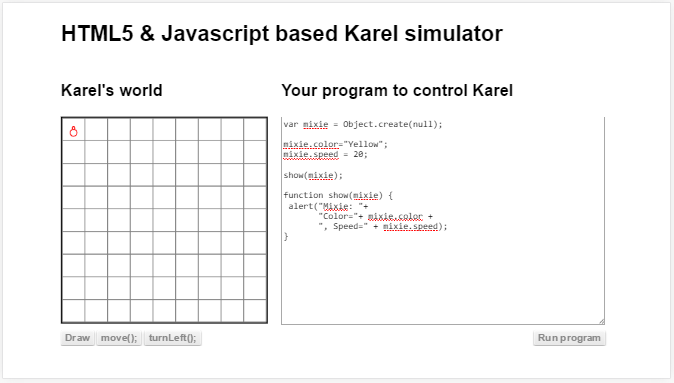 HTML5 & Javascript based Karel simulator
Karel's world
Your program to control Karel
var mixie = Object.create(null);
mixie.color="Yellow";
mixie.speed = 20;
show(mixie);
function show(mixie) {
alert("Mixie: "+
"Color="+ mixie.color +
", Speed=" + mixie.speed);
}
Draw
move();
turnLeft();
Run program